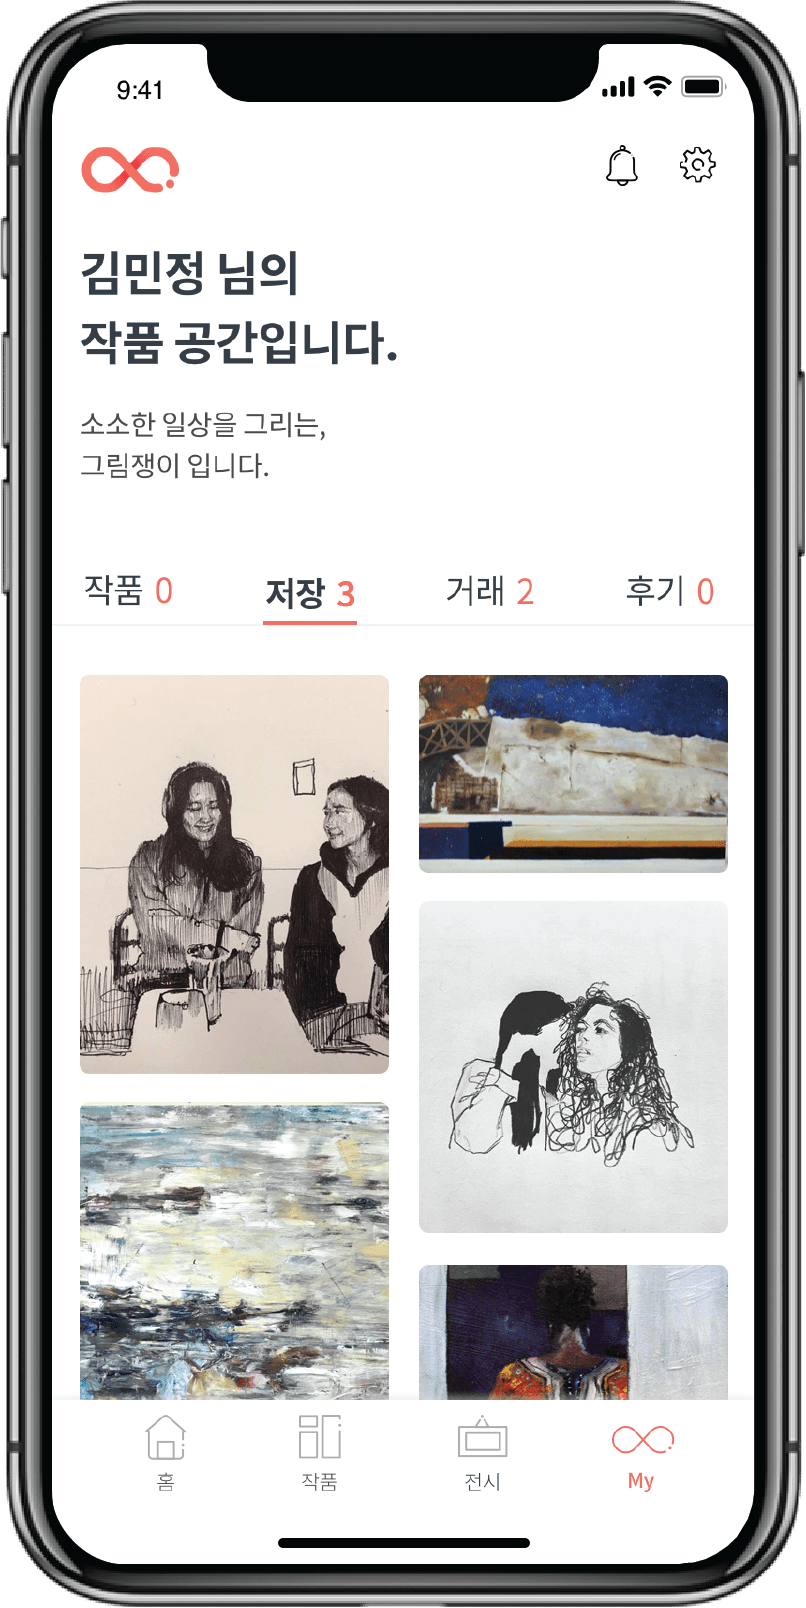 9:41
김민정 님의
작품 공간입니다.
소소한 일상을 그리는,
그림쟁이 입니다.
작품 0 저장 3 거래 2 후기 0
홈 작품 전시 My